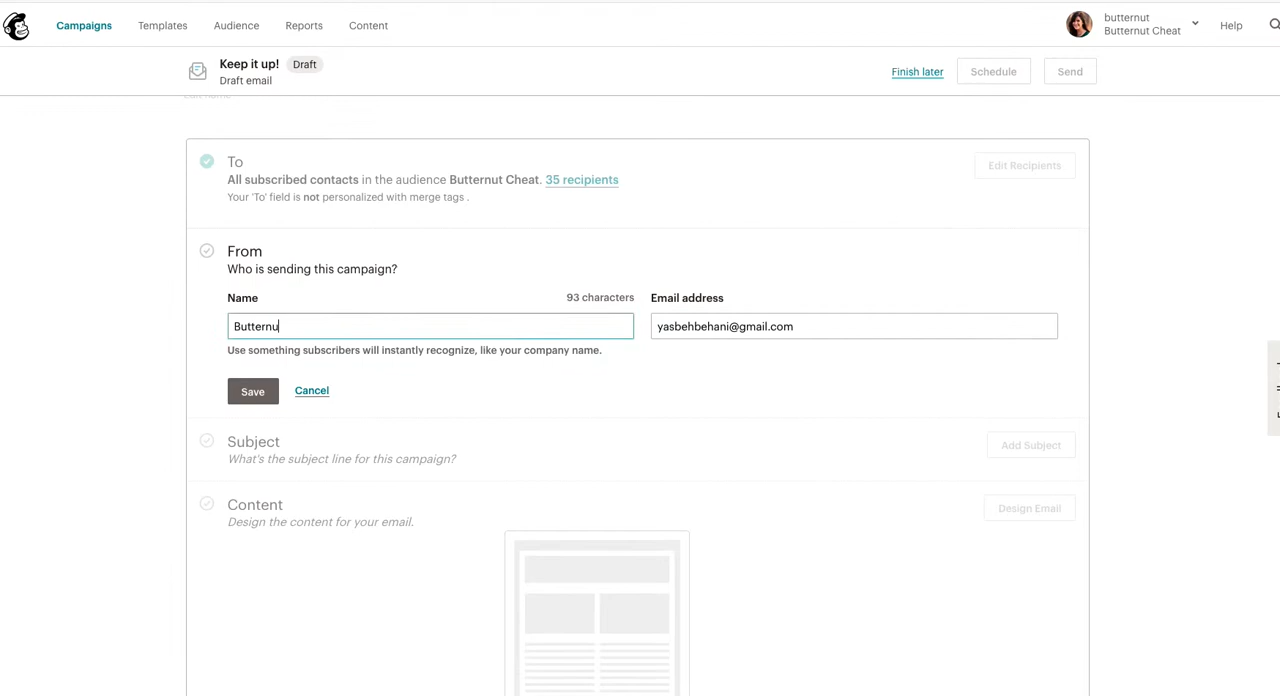 Campaigns Templates Audience Reports Content
butternut
Butternut Cheat
Help
Keep it up! Draft
Draft email
Finish later Schedule Send
To
All subscribed contacts in the audience Butternut Cheat. 35 recipients
Your 'To' field is not personalized with merge tags .
Edit Recipients
From
Who is sending this campaign?
Name 93 characters Email address
Butternu yasbehbehani@gmail.com
Use something subscribers will instantly recognize, like your company name.
Save Cancel
Subject
What's the subject line for this campaign?
Add Subject
Content
Design the content for your email.
Design Email